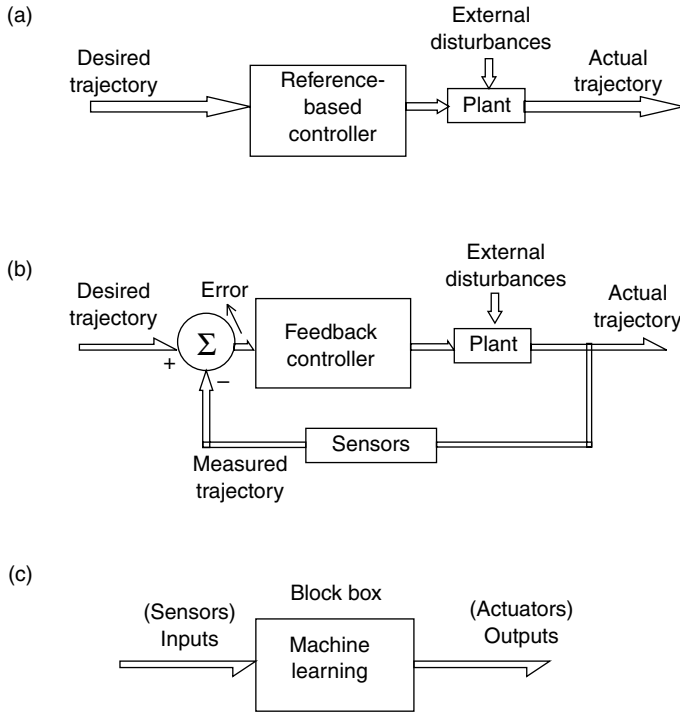 (a)
External
disturbances
Desired
trajectory
Reference-
based
controller
Plant
Actual
trajectory
(b)
External
disturbances
Desired
trajectory
Error
Actual
trajectory
+
Σ
−
Feedback
controller
Plant
Sensors
Measured
trajectory
(c)
Block box
(Sensors)
Inputs
Machine
learning
(Actuators)
Outputs